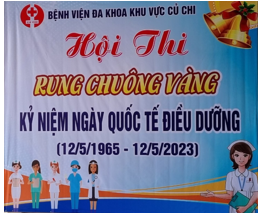 BỆNH VIỆN ĐA KHOA KHU VỰC CỦ CHI
Hội Thi
RUNG CHUÔNG VÀNG
KỶ NIỆM NGÀY QUỐC TẾ ĐIỀU DƯỠNG
(12/5/1965 - 12/5/2023)